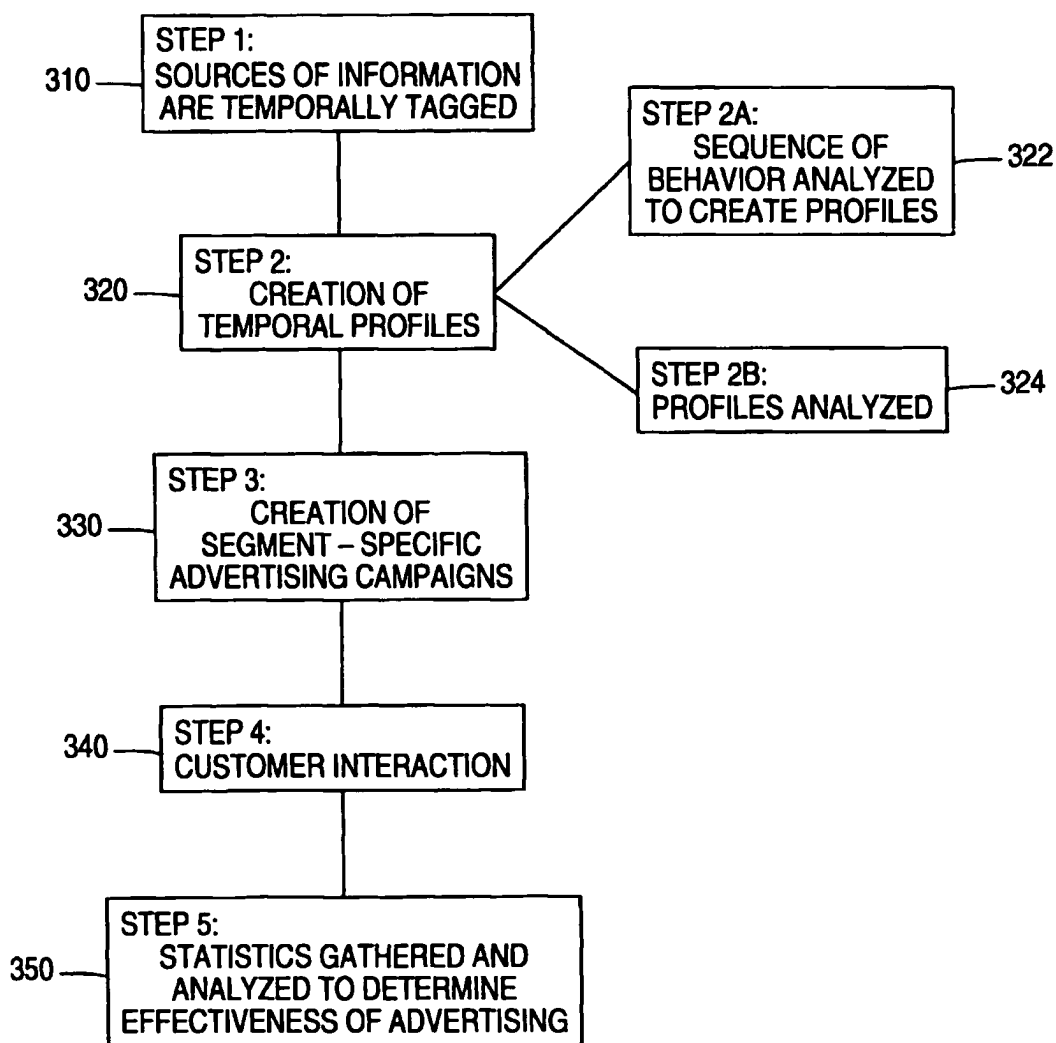 STEP 1:
310
SOURCES OF INFORMATION
ARE TEMPORALLY TAGGED
STEP 2A:
SEQUENCE OF
322
BEHAVIOR ANALYZED
TO CREATE PROFILES
STEP 2:
320
CREATION OF
TEMPORAL PROFILES
STEP 2B:
324
PROFILES ANALYZED
STEP 3:
CREATION OF
330
SEGMENT – SPECIFIC
ADVERTISING CAMPAIGNS
STEP 4:
340
CUSTOMER INTERACTION
STEP 5:
STATISTICS GATHERED AND
350
ANALYZED TO DETERMINE
EFFECTIVENESS OF ADVERTISING